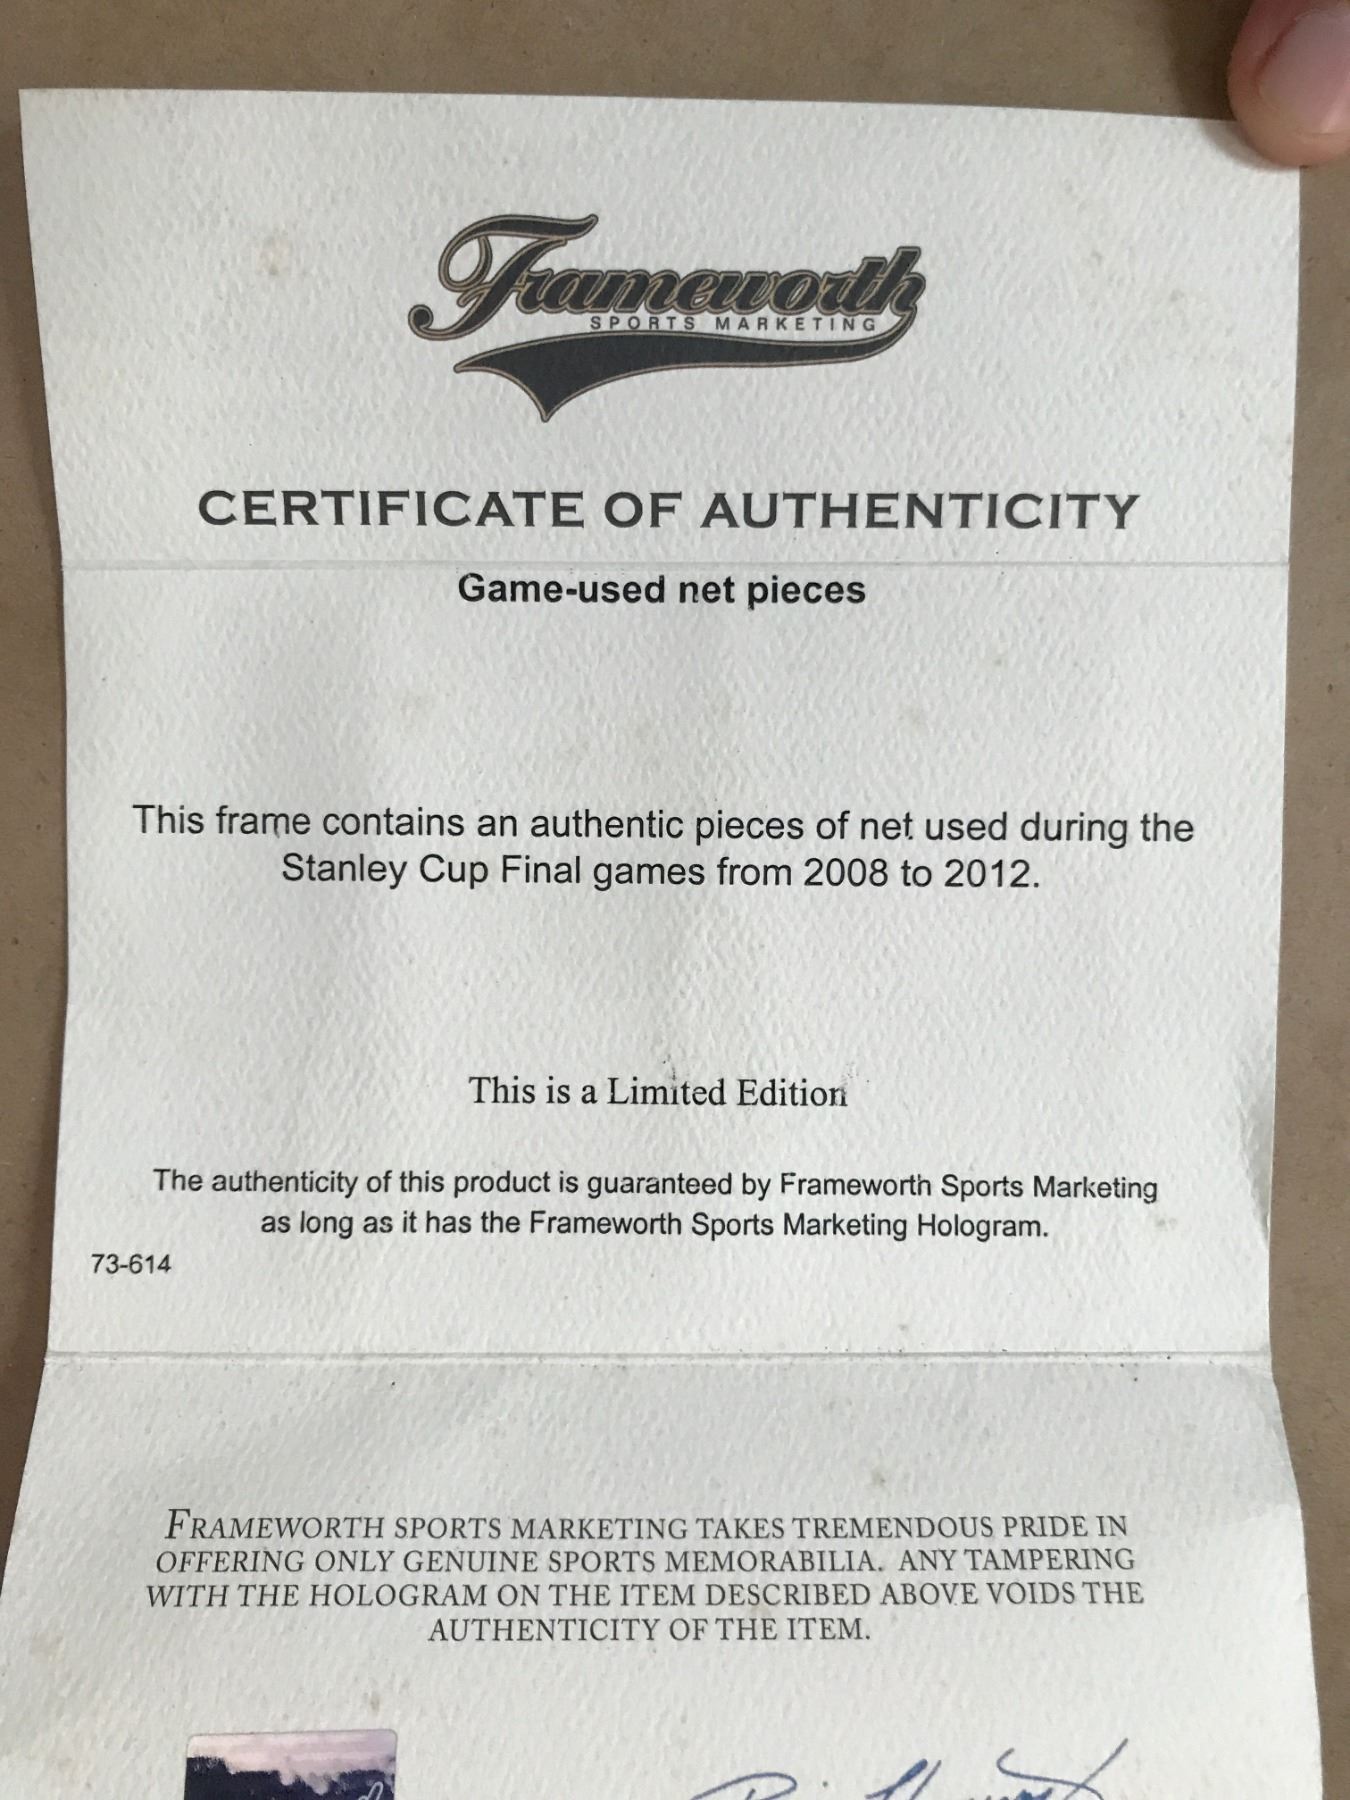 Frameworth
SPORTS MARKETING
CERTIFICATE OF AUTHENTICITY
Game-used net pieces
This frame contains an authentic pieces of net used during the
Stanley Cup Final games from 2008 to 2012.
This is a Limited Edition
The authenticity of this product is guaranteed by Frameworth Sports Marketing
as long as it has the Frameworth Sports Marketing Hologram.
73-614
FRAMEWORTH SPORTS MARKETING TAKES TREMENDOUS PRIDE IN
OFFERING ONLY GENUINE SPORTS MEMORABILIA. ANY TAMPERING
WITH THE HOLOGRAM ON THE ITEM DESCRIBED ABOVE VOIDS THE
AUTHENTICITY OF THE ITEM.